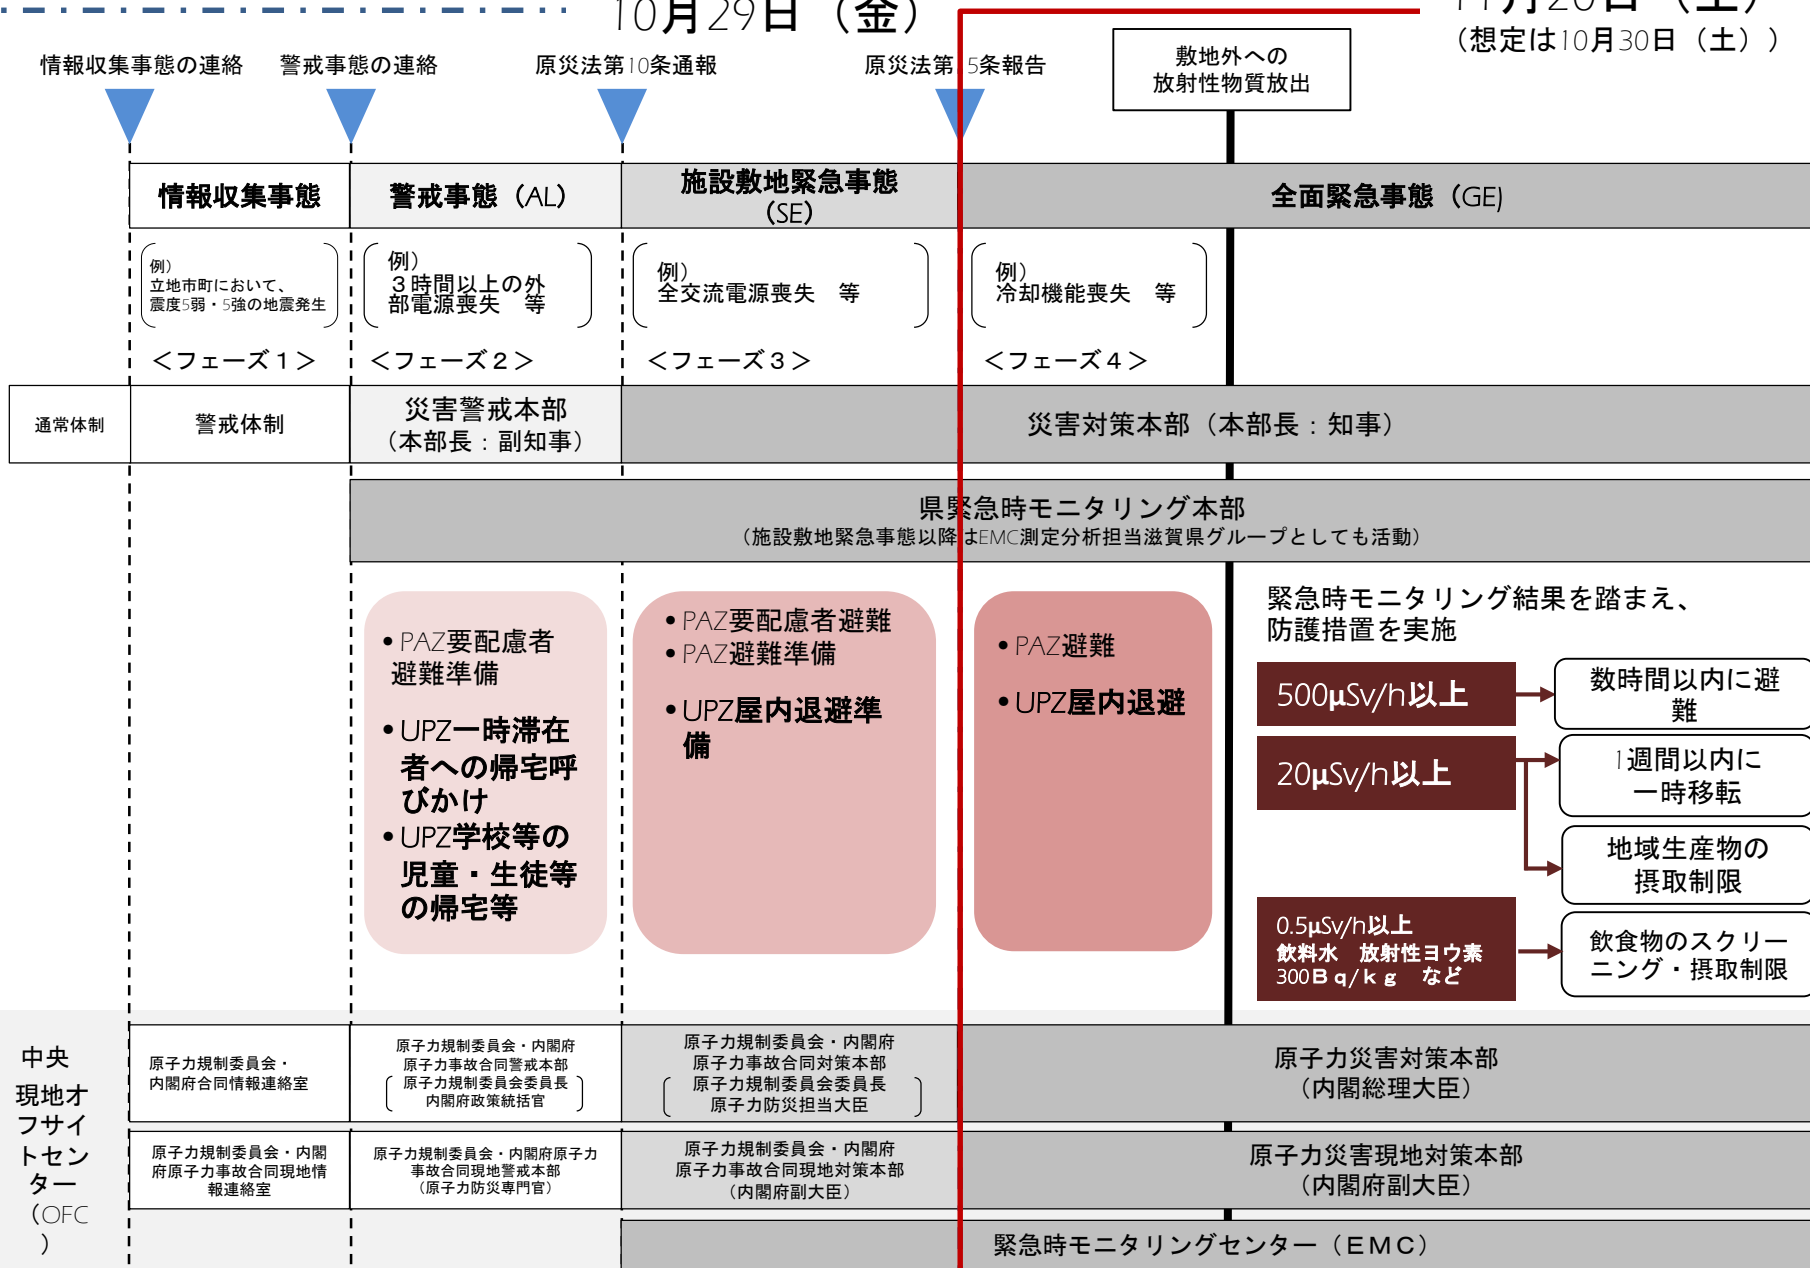 10月29日（金）
（想定は10月30日（土））
情報収集事態の連絡
警戒事態の連絡
原災法第10条通報
原災法第15条報告
敷地外への
放射性物質放出
情報収集事態
警戒事態（AL）
施設敷地緊急事態
（SE）
全面緊急事態（GE)
例）
立地市町において、
震度5弱・5強の地震発生
例）
３時間以上の外
部電源喪失　等
例）
全交流電源喪失　等
例）
冷却機能喪失　等
＜フェーズ１＞
＜フェーズ２＞
＜フェーズ３＞
＜フェーズ４＞
通常体制
警戒体制
災害警戒本部
（本部長：副知事）
災害対策本部（本部長：知事）
県緊急時モニタリング本部
（施設敷地緊急事態以降はEMC測定分析担当滋賀県グループとしても活動）
• PAZ要配慮者
避難準備
• UPZ一時滞在
者への帰宅呼
びかけ
• UPZ学校等の
児童・生徒等
の帰宅等
• PAZ要配慮者避難
• PAZ避難準備
• UPZ屋内退避準
備
• PAZ避難
• UPZ屋内退避
緊急時モニタリング結果を踏まえ、
防護措置を実施
500μSv/h以上
数時間以内に避
難
20μSv/h以上
1週間以内に
一時移転
地域生産物の
摂取制限
0.5μSv/h以上
飲料水　放射性ヨウ素
300Ｂｑ/ｋｇ　など
飲食物のスクリー
ニング・摂取制限
中央
原子力規制委員会・
内閣府合同情報連絡室
原子力規制委員会・内閣府
原子力事故合同警戒本部
原子力規制委員会委員長
内閣府政策統括官
原子力規制委員会・内閣府
原子力事故合同対策本部
原子力規制委員会委員長
原子力防災担当大臣
原子力災害対策本部
（内閣総理大臣）
現地オ
フサイ
トセン
ター
（OFC
）
原子力規制委員会・内閣
府原子力事故合同現地情
報連絡室
原子力規制委員会・内閣府原子力
事故合同現地警戒本部
（原子力防災専門官）
原子力規制委員会・内閣府
原子力事故合同現地対策本部
（内閣府副大臣）
原子力災害現地対策本部
（内閣府副大臣）
緊急時モニタリングセンター（ＥＭＣ）